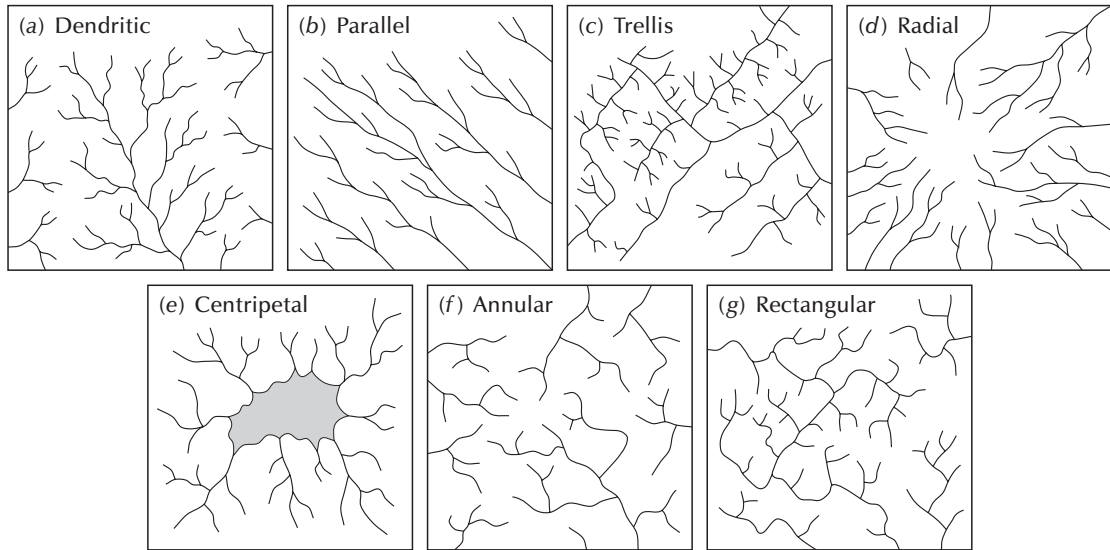 (a) Dendritic
(b) Parallel
(c) Trellis
(d) Radial
(e) Centripetal
(f) Annular
(g) Rectangular